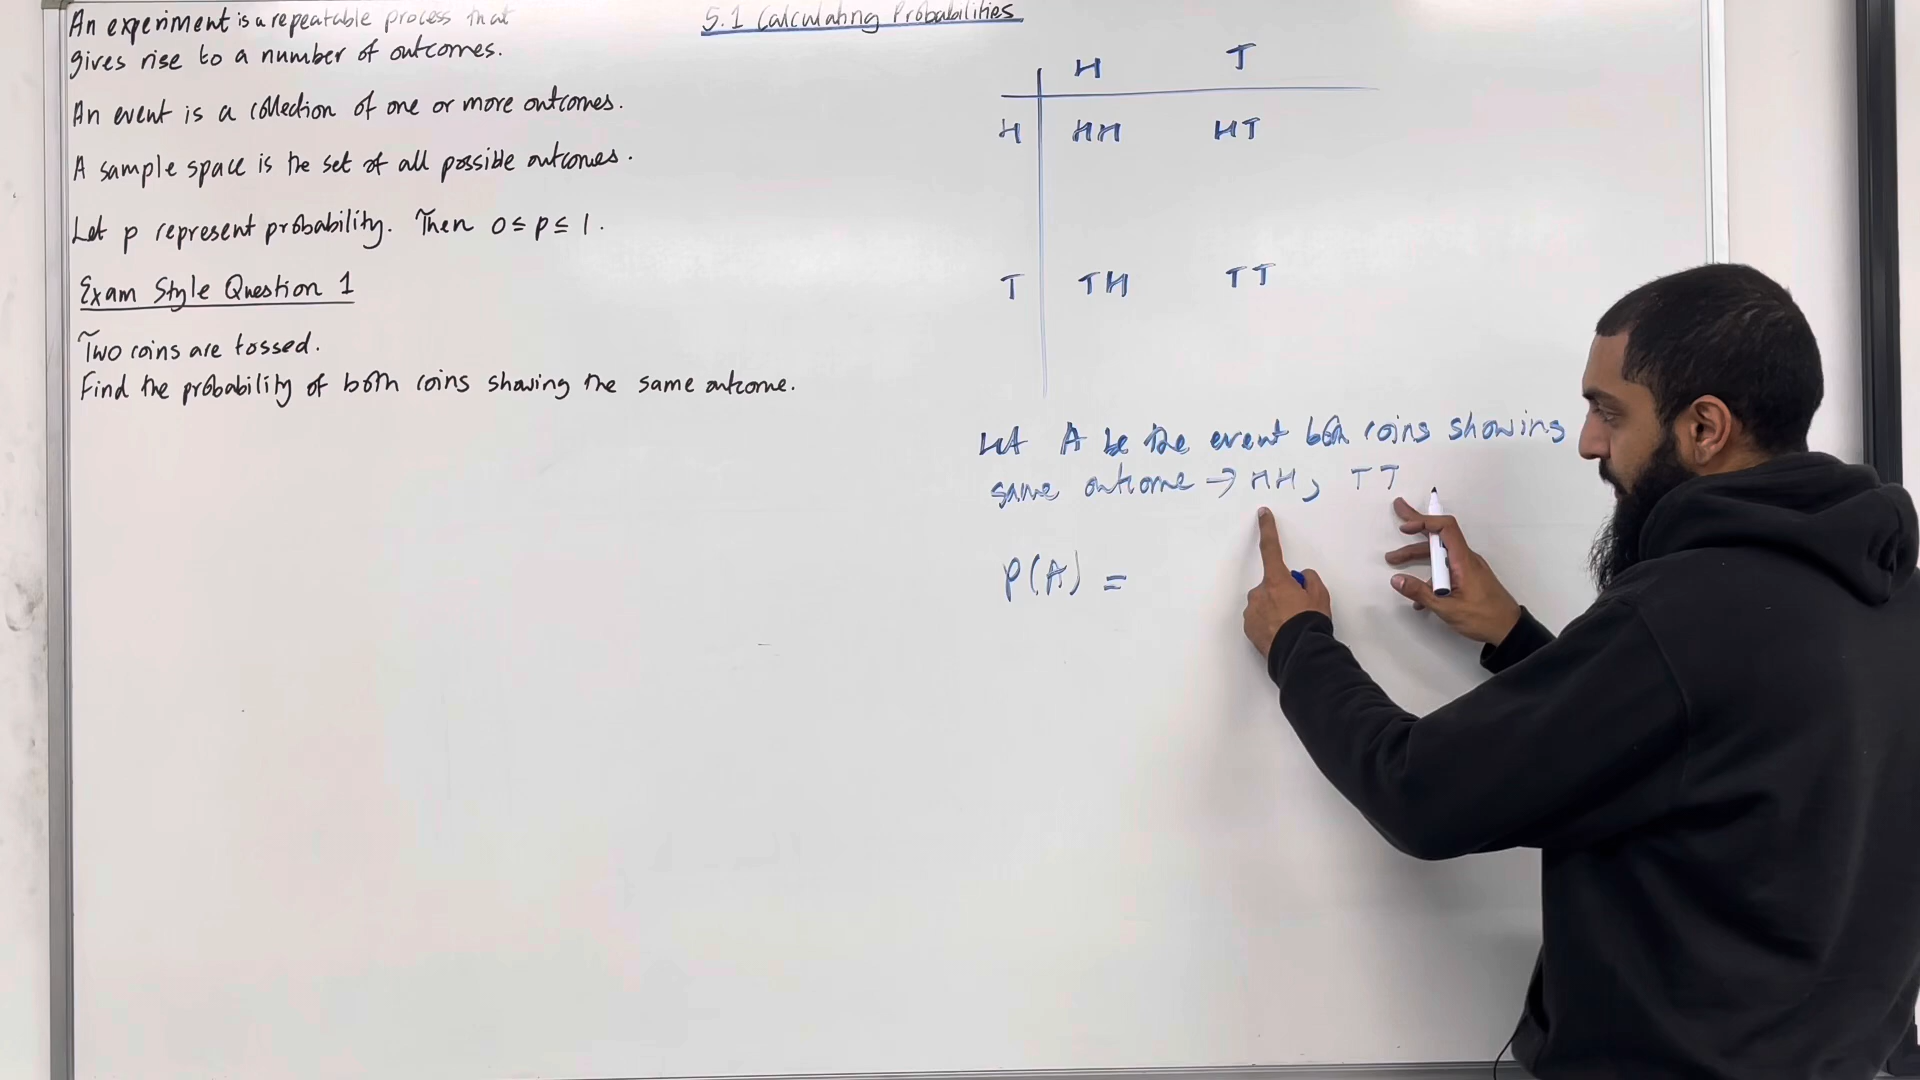 An experiment is a repeatable process that
gives rise to a number of outcomes.
An event is a collection of one or more outcomes.
A sample space is the set of all possible outcomes.
Let p represent probability. Then 0 ≤ p ≤ 1.
Exam Style Question 1
Two coins are tossed.
Find the probability of both coins showing the same outcome.
5.1 Calculating Probabilities
H T
H HH HT
T TH TT
Let A be the event both coins showing
same outcome → HH, TT
P(A) =